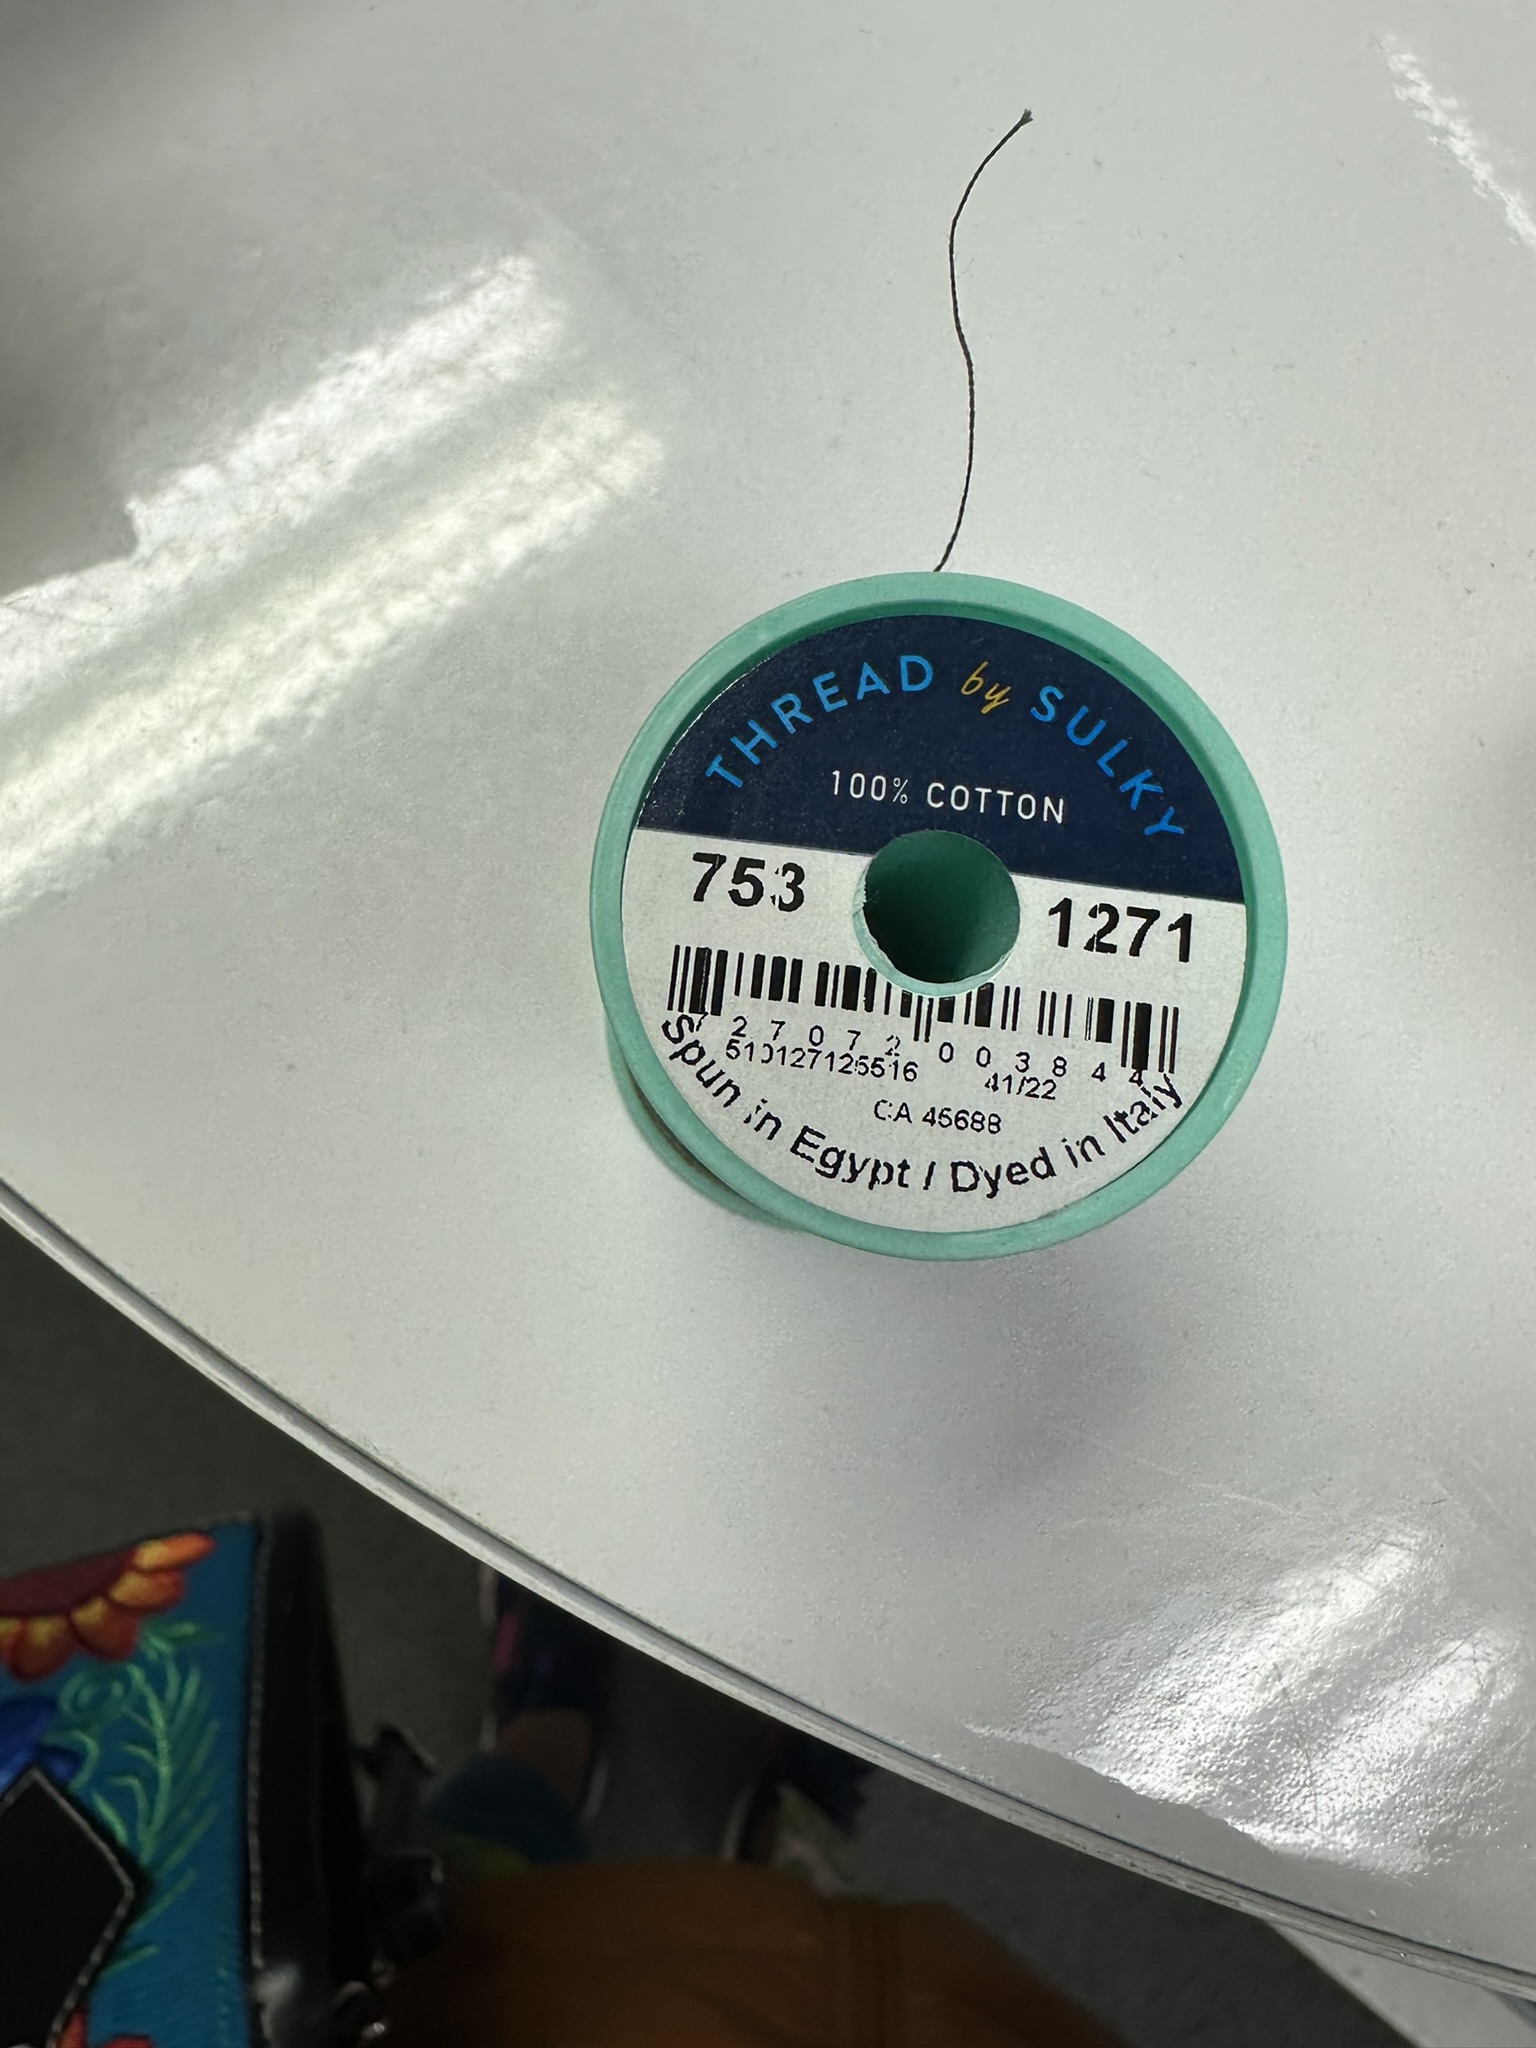 THREAD by SULKY
100% COTTON
753 1271
7 27072 00384 4
510127125516 41/22
CA 45688
Spun in Egypt / Dyed in Italy